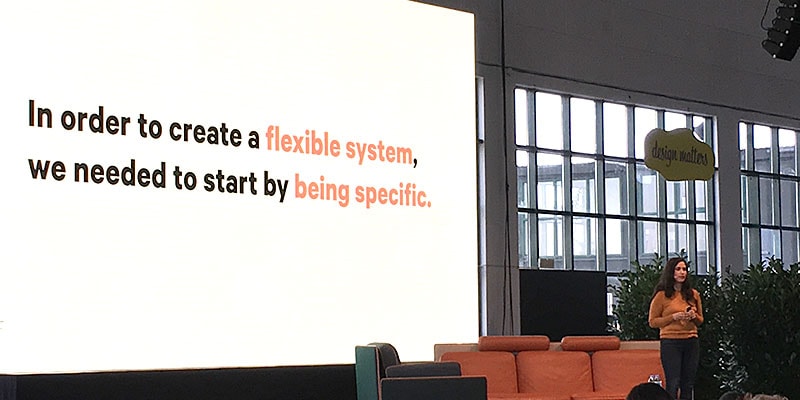 In order to create a flexible system,
we needed to start by being specific.
design matters